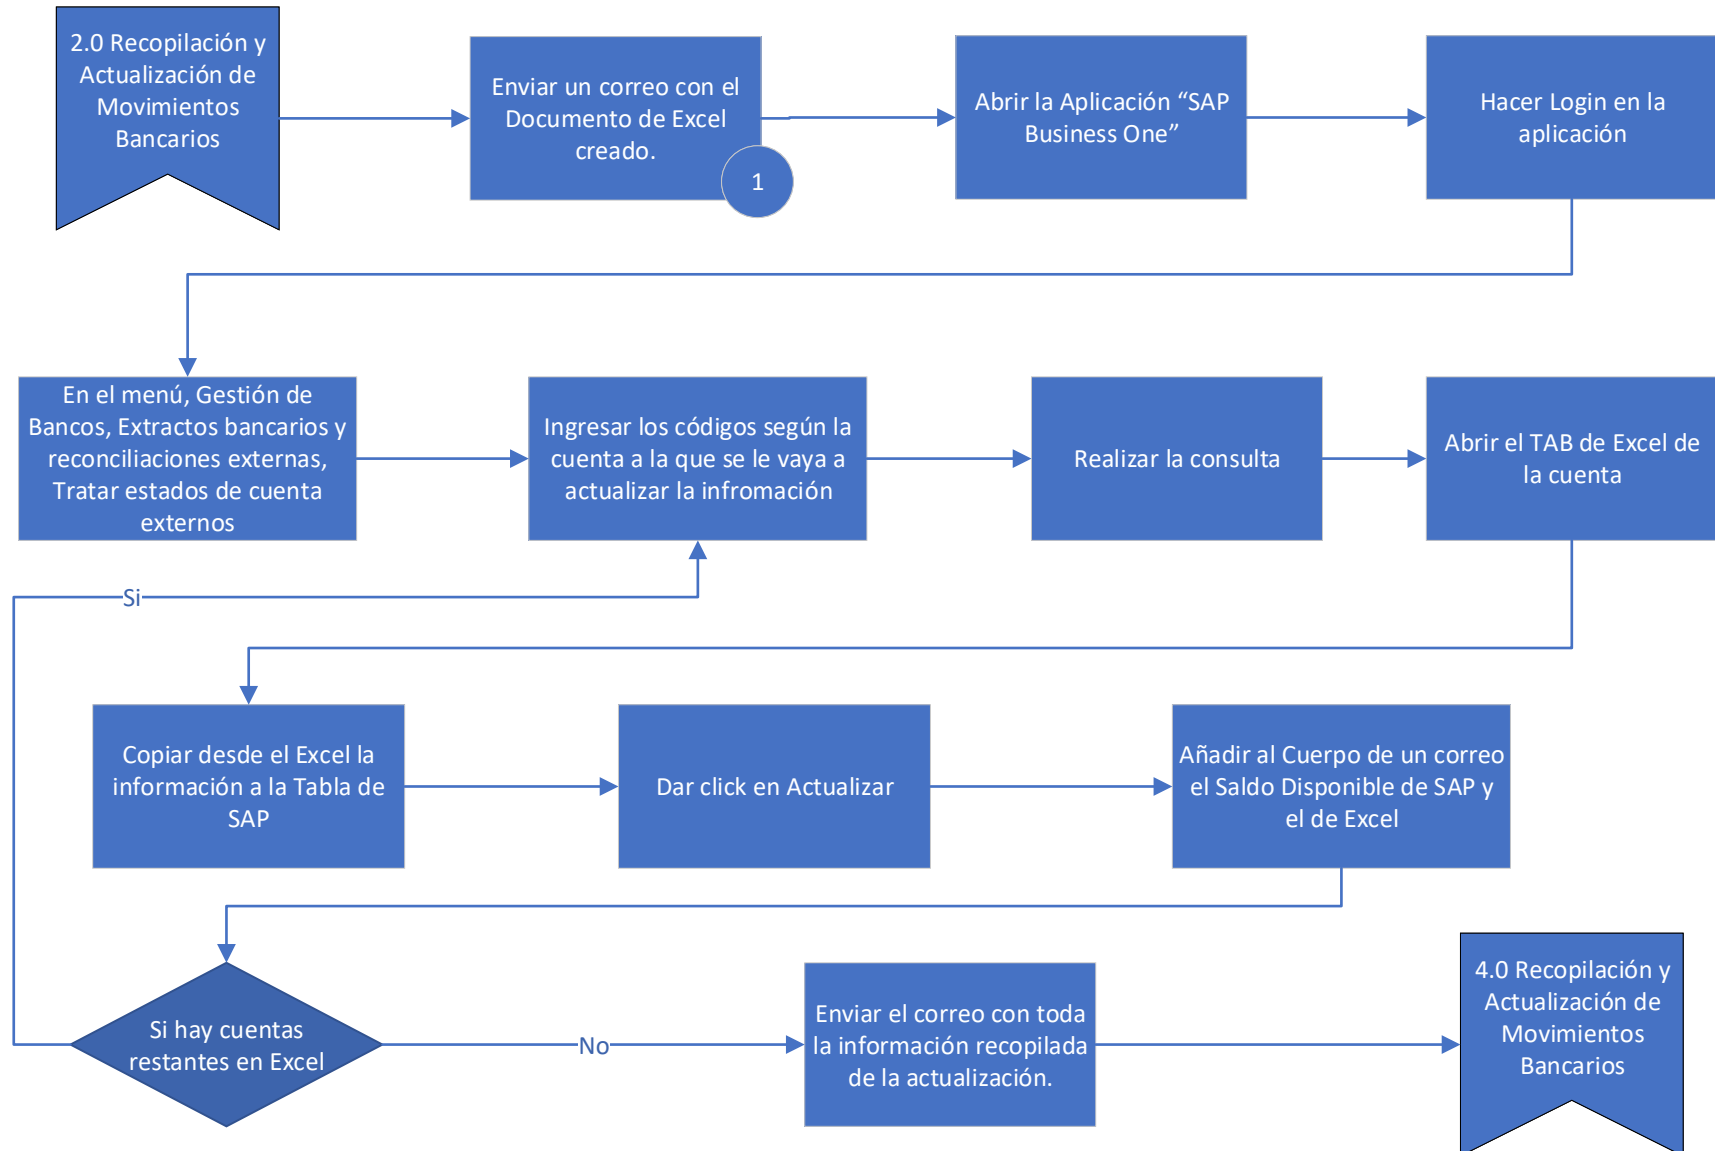 2.0 Recopilación y
Actualización de
Movimientos
Bancarios
Enviar un correo con el
Documento de Excel
creado.
1
Abrir la Aplicación “SAP
Business One”
Hacer Login en la
aplicación
En el menú, Gestión de
Bancos, Extractos bancarios y
reconciliaciones externas,
Tratar estados de cuenta
externos
Ingresar los códigos según la
cuenta a la que se le vaya a
actualizar la infromación
Realizar la consulta
Abrir el TAB de Excel de
la cuenta
Si
Copiar desde el Excel la
información a la Tabla de
SAP
Dar click en Actualizar
Añadir al Cuerpo de un correo
el Saldo Disponible de SAP y
el de Excel
Si hay cuentas
restantes en Excel
No
Enviar el correo con toda
la información recopilada
de la actualización.
4.0 Recopilación y
Actualización de
Movimientos
Bancarios